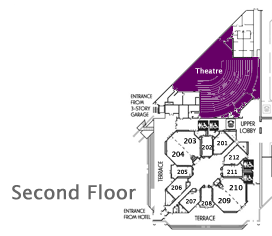 Theatre
ENTRANCE
FROM
3-STORY
GARAGE
UPPER
LOBBY
203
202
201
204
212
205
211
206
210
207
208
209
TERRACE
Second Floor
ENTRANCE
FROM HOTEL
TERRACE